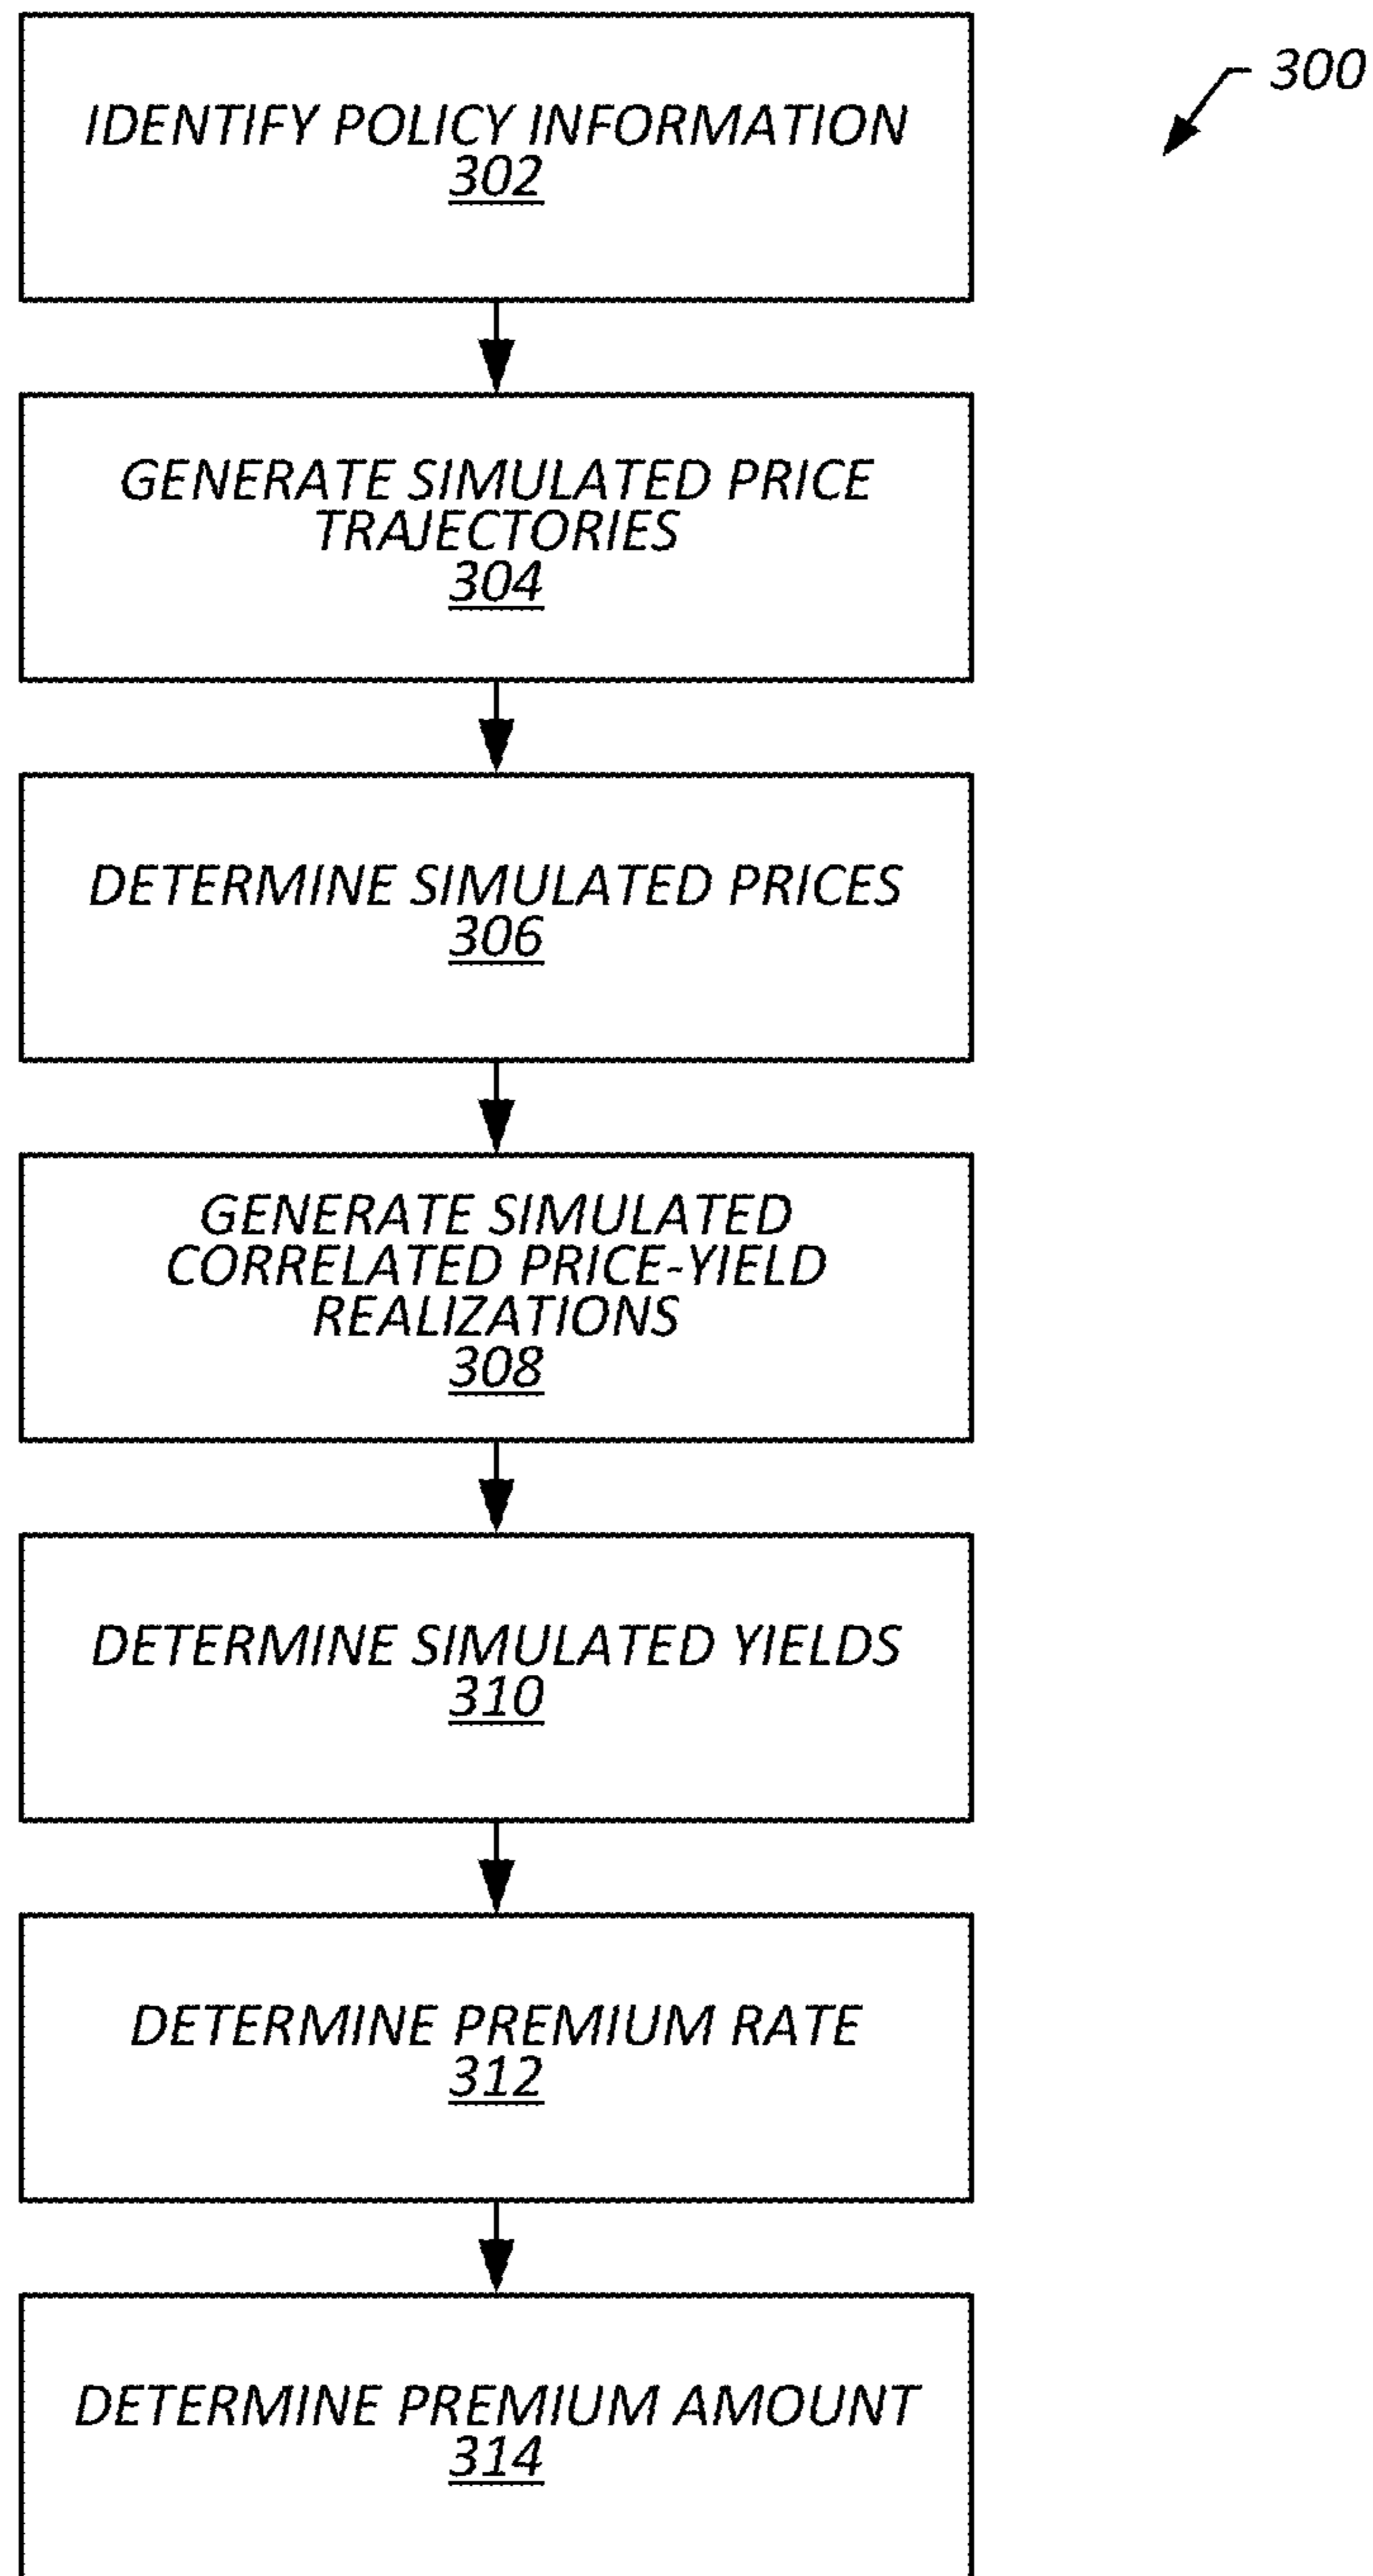 300
IDENTIFY POLICY INFORMATION
302
GENERATE SIMULATED PRICE
TRAJECTORIES
304
DETERMINE SIMULATED PRICES
306
GENERATE SIMULATED
CORRELATED PRICE-YIELD
REALIZATIONS
308
DETERMINE SIMULATED YIELDS
310
DETERMINE PREMIUM RATE
312
DETERMINE PREMIUM AMOUNT
314